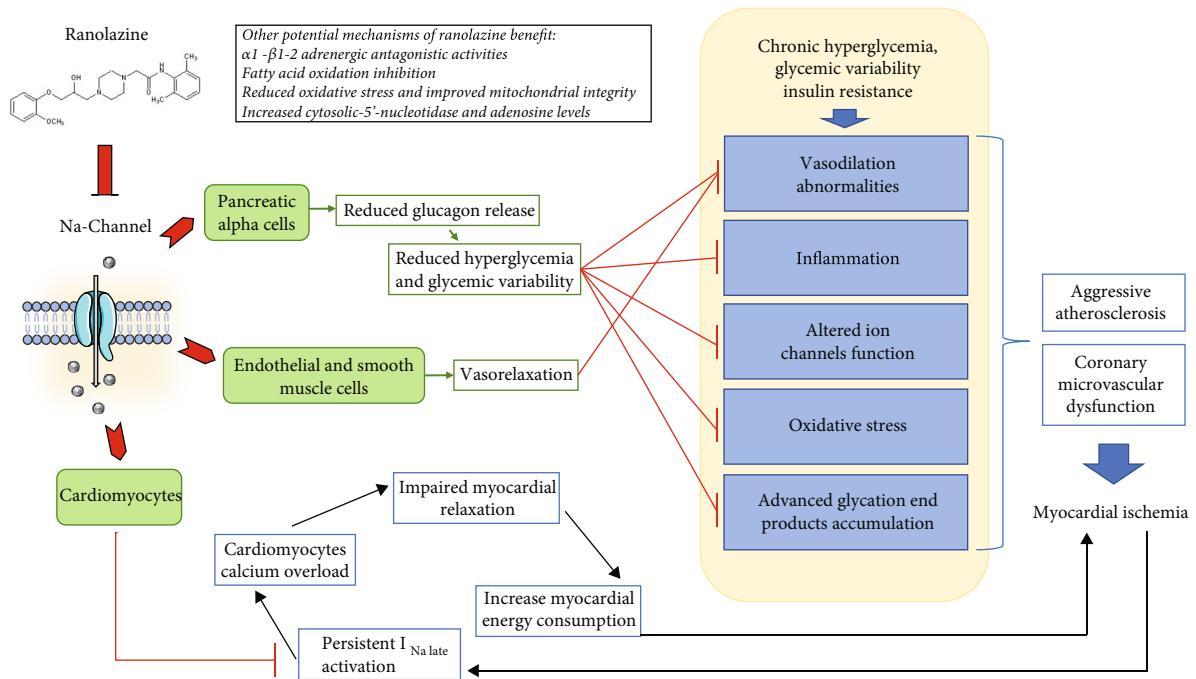 Ranolazine
OH
N
N
O
O
H
N
CH3
CH3
OCH3
Other potential mechanisms of ranolazine benefit:
α1 -β1-2 adrenergic antagonistic activities
Fatty acid oxidation inhibition
Reduced oxidative stress and improved mitochondrial integrity
Increased cytosolic-5'-nucleotidase and adenosine levels
Na-Channel
Pancreatic
alpha cells
Reduced glucagon release
Reduced hyperglycemia
and glycemic variability
Endothelial and smooth
muscle cells
Vasorelaxation
Cardiomyocytes
Impaired myocardial
relaxation
Cardiomyocytes
calcium overload
Increase myocardial
energy consumption
Persistent I Na late
activation
Chronic hyperglycemia,
glycemic variability
insulin resistance
Vasodilation
abnormalities
Inflammation
Altered ion
channels function
Oxidative stress
Advanced glycation end
products accumulation
Aggressive
atherosclerosis
Coronary
microvascular
dysfunction
Myocardial ischemia